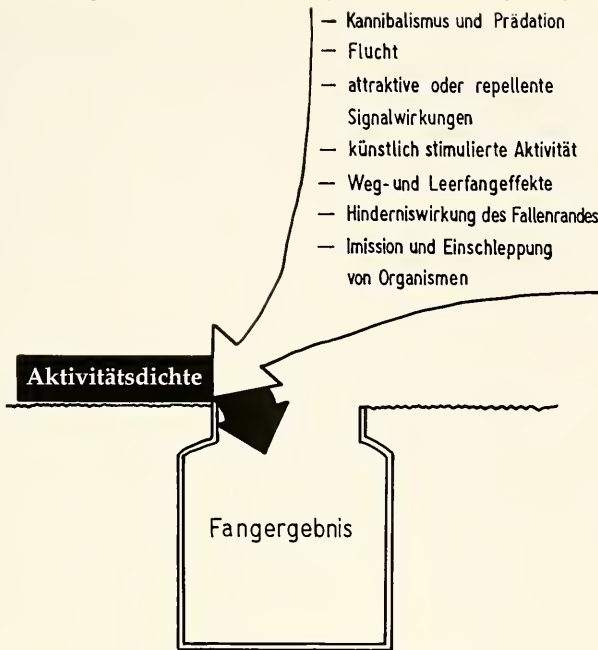 — Kannibalismus und Prädation
— Flucht
— attraktive oder repellente
Signalwirkungen
— künstlich stimulierte Aktivität
— Weg- und Leerfangeffekte
— Hinderniswirkung des Fallenrandes
— Imission und Einschleppung
von Organismen
Aktivitätsdichte
Fangergebnis